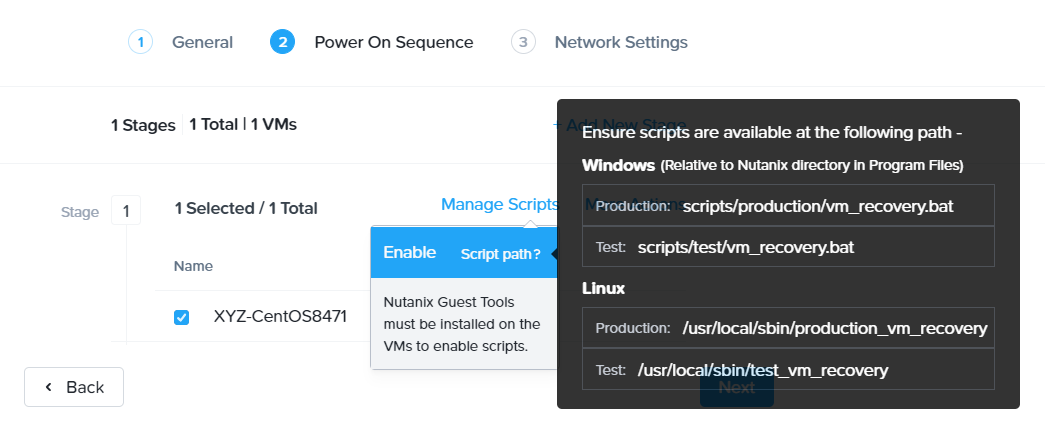 1 General 2 Power On Sequence 3 Network Settings
1 Stages 1 Total | 1 VMs + Add New Stage
Ensure scripts are available at the following path -
Windows (Relative to Nutanix directory in Program Files)
Stage 1 1 Selected / 1 Total Manage Scripts More Actions
Production: scripts/production/vm_recovery.bat
Enable Script path?
Test: scripts/test/vm_recovery.bat
Name
Linux
XYZ-CentOS8471
Nutanix Guest Tools
must be installed on the
VMs to enable scripts.
Production: /usr/local/sbin/production_vm_recovery
Test: /usr/local/sbin/test_vm_recovery
Back Next